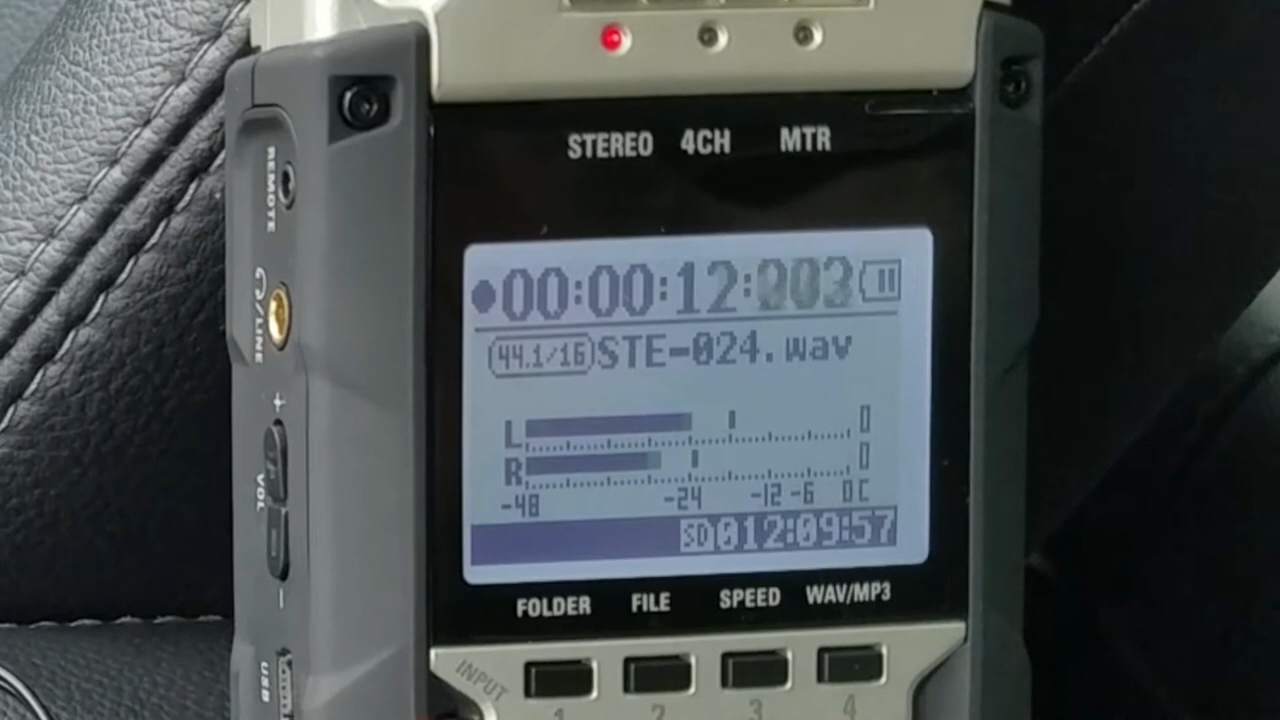 STEREO 4CH MTR
REMOTE
00:00:12:003
/LINE
44.1/16 STE-024.wav
+
VOL
-
L
R
-48 -24 -12 -6 0
SD 012:09:57
FOLDER FILE SPEED WAV/MP3
USB
INPUT
1 2 3 4